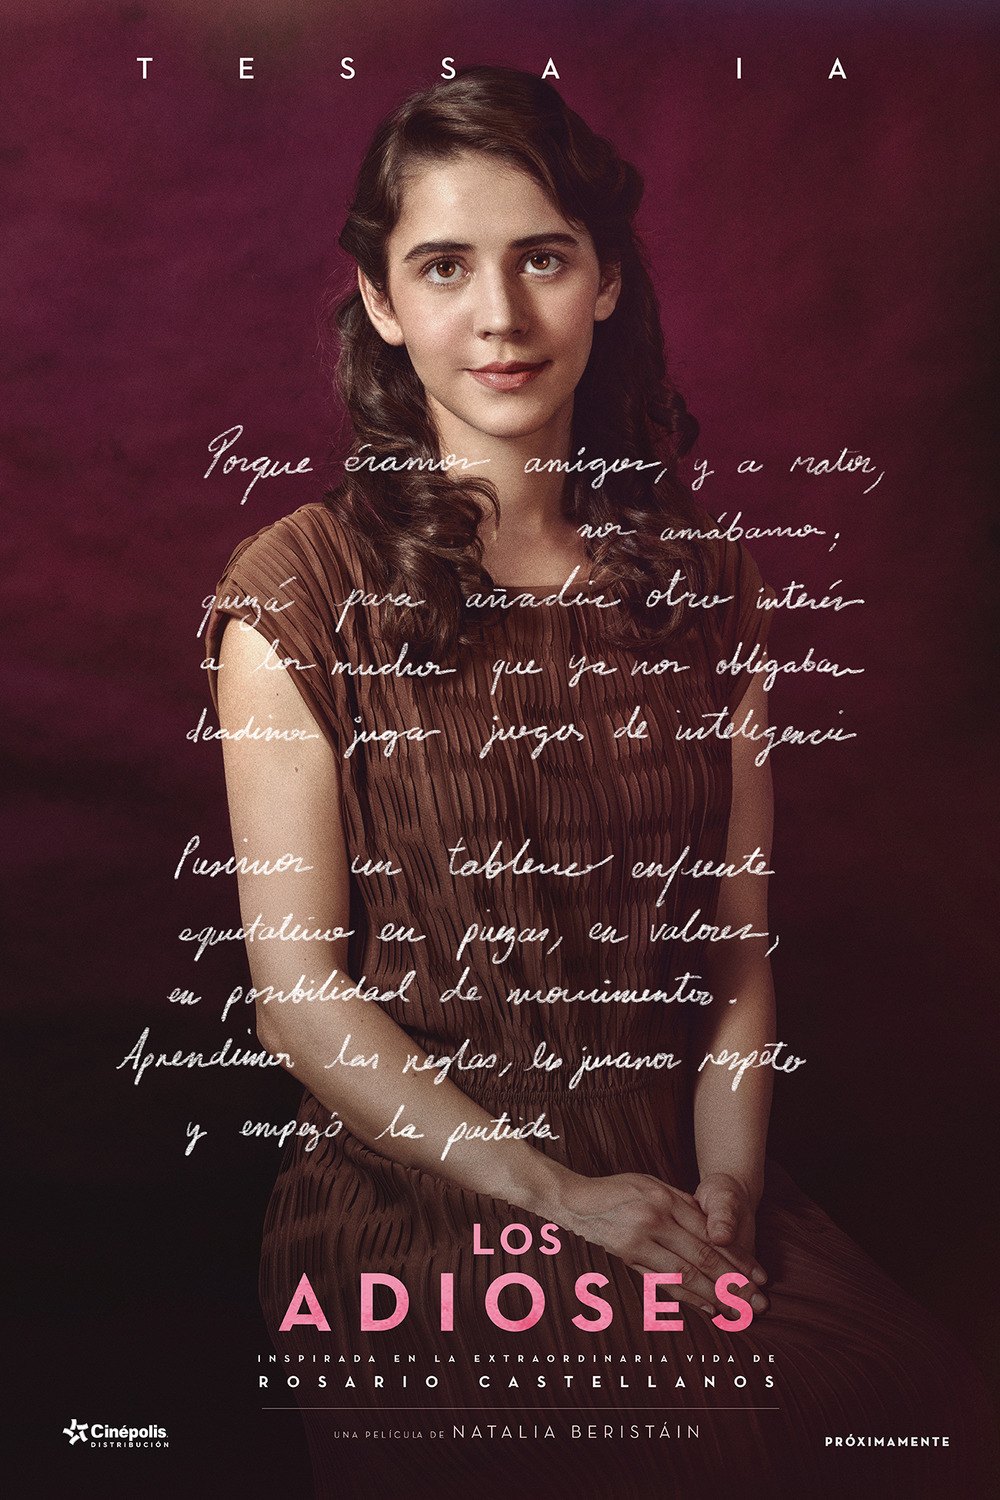 TESSA IA
Porque éramos amigos, y a ratos,
nos amábamos;
quizá para añadir otro interés
a los muchos que ya nos obligaban
decidimos jugar juegos de inteligencia
Pusimos un tablero enfrente
equitativo en piezas, en valores,
en posibilidad de movimientos.
Aprendimos las reglas, les juramos respeto
y empezó la partida
LOS
ADIOSES
INSPIRADA EN LA EXTRAORDINARIA VIDA DE
ROSARIO CASTELLANOS
UNA PELÍCULA DE NATALIA BERISTÁIN
Cinépolis
DISTRIBUCIÓN
PRÓXIMAMENTE